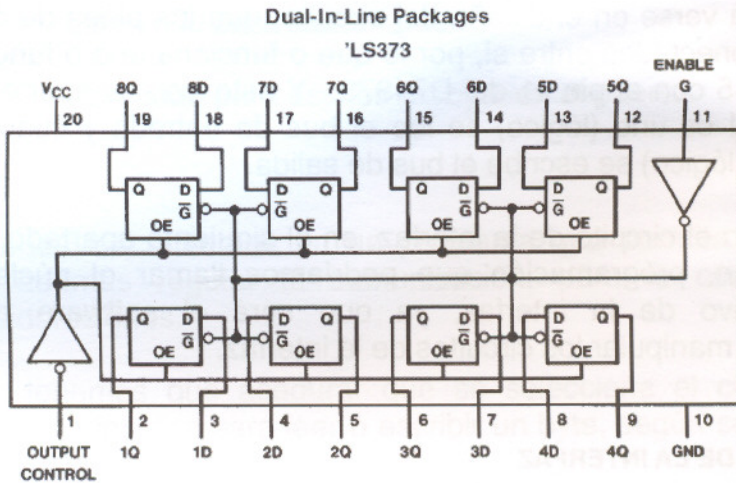 Dual-In-Line Packages
'LS373
ENABLE
VCC 8Q 8D 7D 7Q 6Q 6D 5D 5Q
20 19 18 17 16 15 14 13 12 11
Q D D Q Q D D Q
G G G G
OE OE OE OE
Q D D Q Q D D Q
G G G G
OE OE OE OE
1 2 3 4 5 6 7 8 9 10
OUTPUT CONTROL 1Q 1D 2D 2Q 3Q 3D 4D 4Q GND